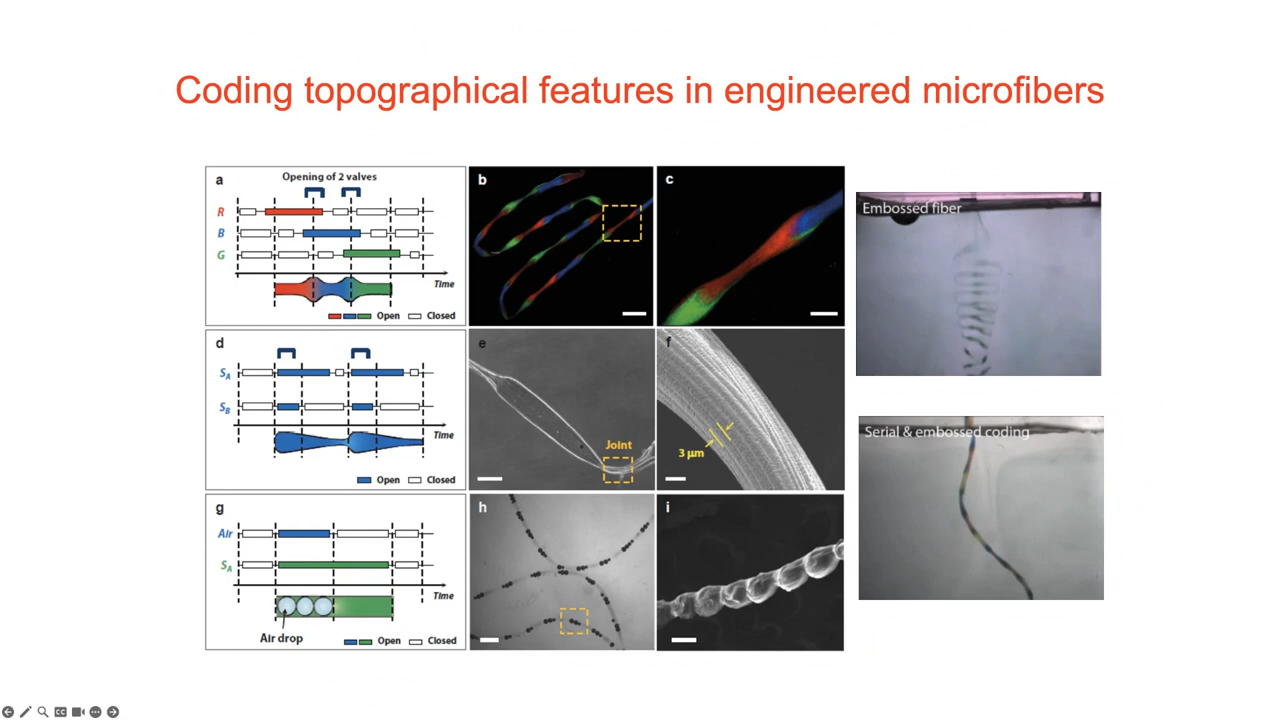 Coding topographical features in engineered microfibers
a
Opening of 2 valves
R
B
G
Time
Open
Closed
b
c
d
S_A
S_B
Time
Open
Closed
e
Joint
f
3 μm
g
Air
S_A
Time
Air drop
Open
Closed
h
i
Embossed fiber
Serial & embossed coding
CC